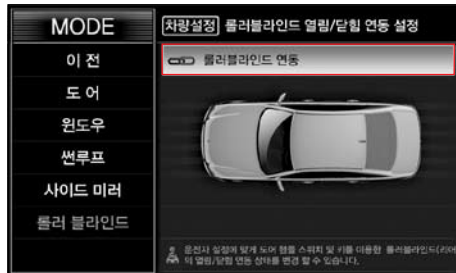 MODE
차량설정 롤러블라인드 열림/닫힘 연동 설정
이 전
롤러블라인드 연동
도 어
윈도우
썬루프
사이드 미러
롤러 블라인드
운전사 설정에 맞게 도어 핸들 스위치 및 키를 이용한 롤러블라인드(리어
의 열림/닫힘 연동 상태를 변경 할 수 있습니다.